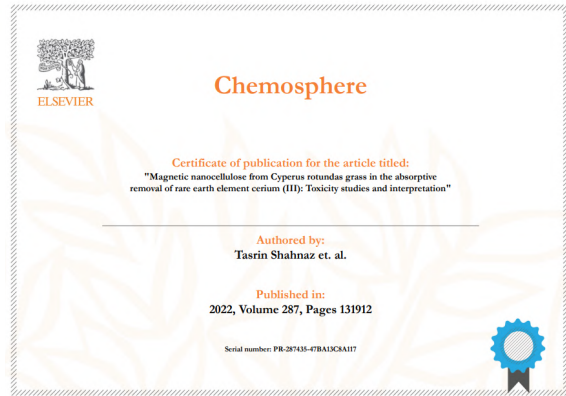 ELSEVIER
Chemosphere
Certificate of publication for the article titled:
"Magnetic nanocellulose from Cyperus rotundas grass in the absorptive
removal of rare earth element cerium (III): Toxicity studies and interpretation"
Authored by:
Tasrin Shahnaz et. al.
Published in:
2022, Volume 287, Pages 131912
Serial number: PR-287435-47BA13C8A117